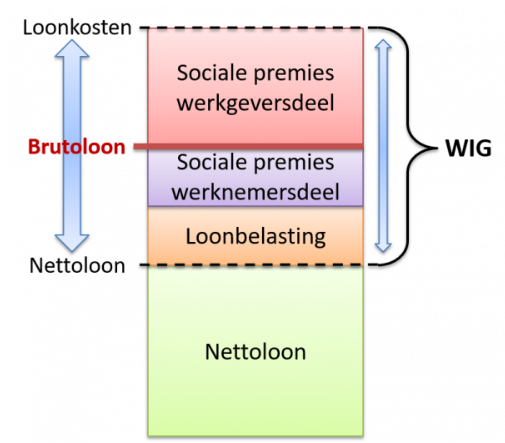 Loonkosten
Sociale premies
werkgeversdeel
Brutoloon
WIG
Sociale premies
werknemersdeel
Loonbelasting
Nettoloon
Nettoloon